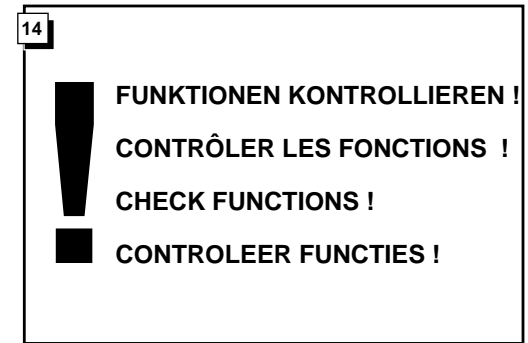 14
FUNKTIONEN KONTROLLIEREN !
CONTRÔLER LES FONCTIONS !
CHECK FUNCTIONS !
CONTROLEER FUNCTIES !